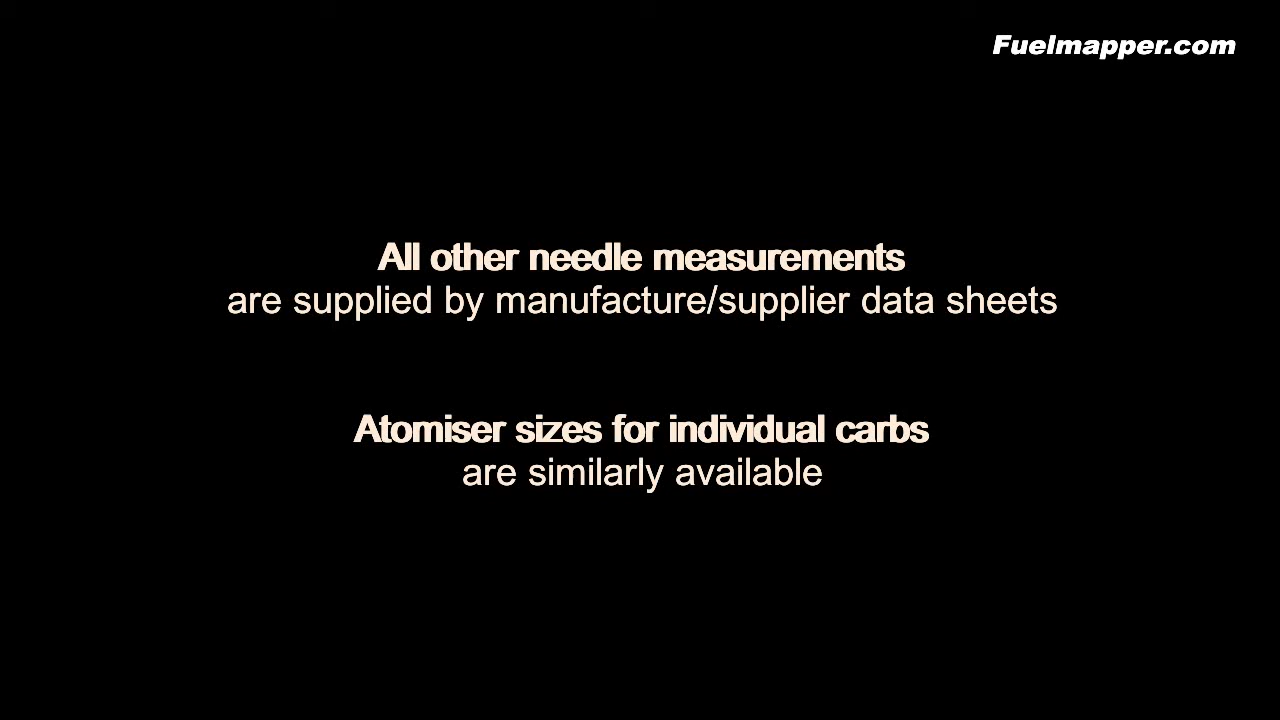 Fuelmapper.com
All other needle measurements
are supplied by manufacture/supplier data sheets
Atomiser sizes for individual carbs
are similarly available